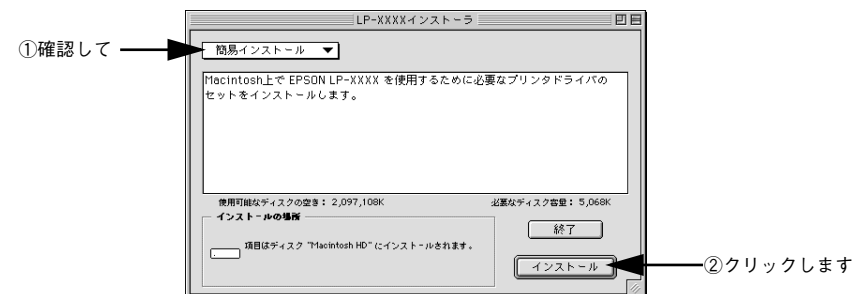 LP-XXXXインストーラ
①確認して
簡易インストール
Macintosh上で EPSON LP-XXXX を使用するために必要なプリンタドライバの
セットをインストールします。
使用可能なディスクの空き： 2,097,108K
必要なディスク容量： 5,068K
インストールの場所
項目はディスク “Macintosh HD” にインストールされます。
終了
インストール
②クリックします